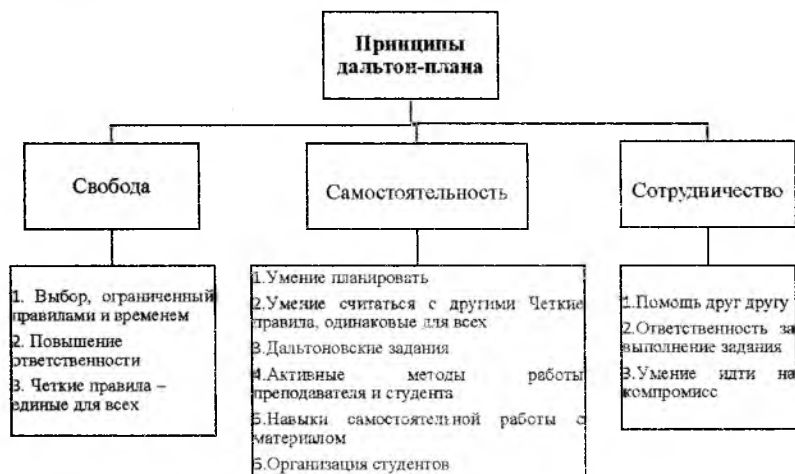 Принципы
дальтон-плана
Свобода
Самостоятельность
Сотрудничество
1. Выбор, ограниченный
правилами и временем
2. Повышение
ответственности
3. Четкие правила –
единые для всех
1.Умение планировать
2.Умение считаться с другими Четкие
правила, одинаковые для всех
3.Дальтоновские задания
4.Активные методы работы
преподавателя и студента
5.Навыки самостоятельной работы с
материалом
6.Организация студентов
1.Помощь друг другу
2.Ответственность за
выполнение задания
3.Умение идти на
компромисс